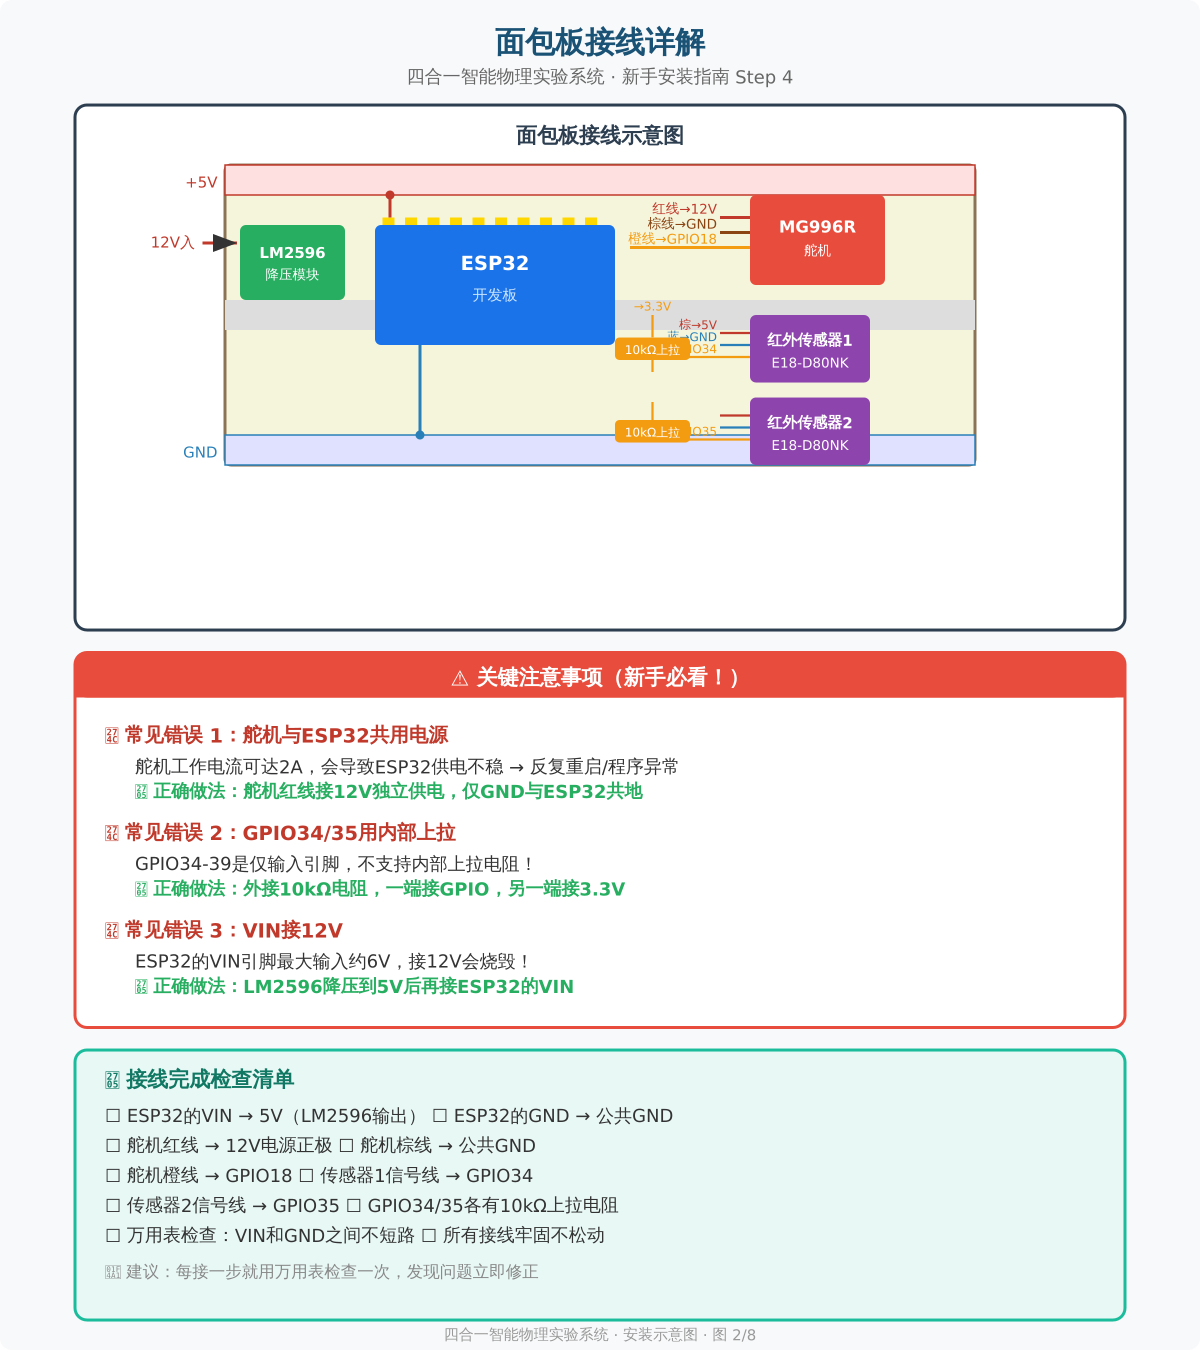 面包板接线详解
四合一智能物理实验系统 · 新手安装指南 Step 4
面包板接线示意图
+5V
12V入
LM2596
降压模块
ESP32
开发板
红线→12V
棕线→GND
橙线→GPIO18
MG996R
舵机
→3.3V
棕→5V
蓝→GND
IO34
10kΩ上拉
红外传感器1
E18-D80NK
10kΩ上拉
IO35
红外传感器2
E18-D80NK
GND
⚠ 关键注意事项（新手必看！）
常见错误 1：舵机与ESP32共用电源
舵机工作电流可达2A，会导致ESP32供电不稳 → 反复重启/程序异常
正确做法：舵机红线接12V独立供电，仅GND与ESP32共地
常见错误 2：GPIO34/35用内部上拉
GPIO34-39是仅输入引脚，不支持内部上拉电阻！
正确做法：外接10kΩ电阻，一端接GPIO，另一端接3.3V
常见错误 3：VIN接12V
ESP32的VIN引脚最大输入约6V，接12V会烧毁！
正确做法：LM2596降压到5V后再接ESP32的VIN
接线完成检查清单
☐ ESP32的VIN → 5V（LM2596输出） ☐ ESP32的GND → 公共GND
☐ 舵机红线 → 12V电源正极 ☐ 舵机棕线 → 公共GND
☐ 舵机橙线 → GPIO18 ☐ 传感器1信号线 → GPIO34
☐ 传感器2信号线 → GPIO35 ☐ GPIO34/35各有10kΩ上拉电阻
☐ 万用表检查：VIN和GND之间不短路 ☐ 所有接线牢固不松动
建议：每接一步就用万用表检查一次，发现问题立即修正
四合一智能物理实验系统 · 安装示意图 · 图 2/8